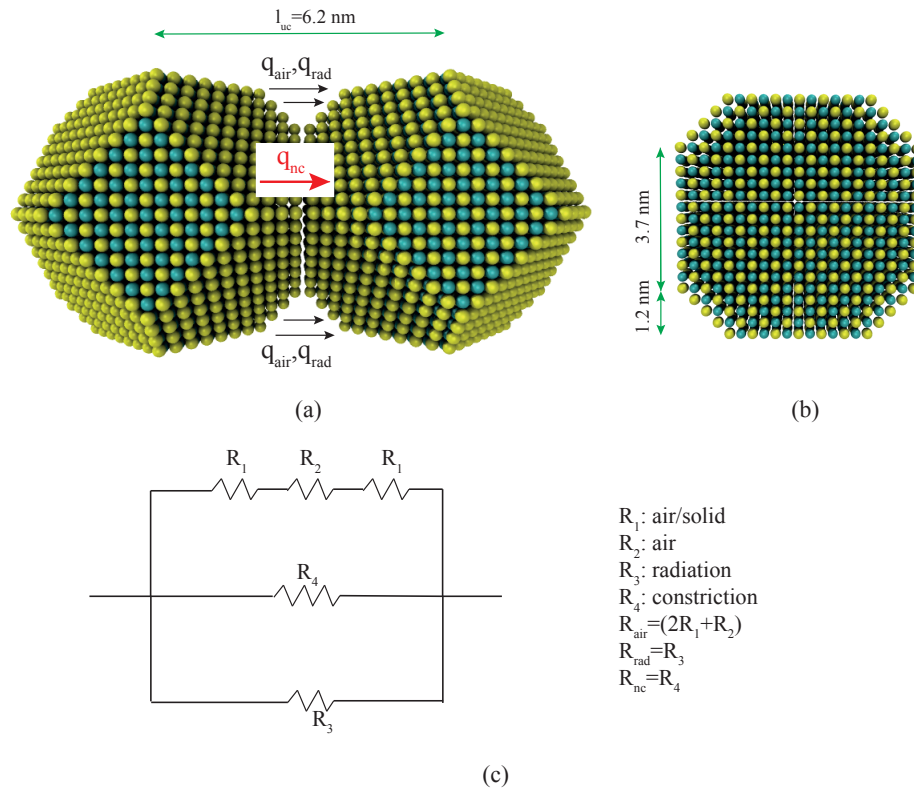 l_uc=6.2 nm
q_air,q_rad
q_nc
q_air,q_rad
3.7 nm
1.2 nm
(a)
(b)
R_1
R_2
R_1
R_4
R_3
R_1: air/solid
R_2: air
R_3: radiation
R_4: constriction
R_air=(2R_1+R_2)
R_rad=R_3
R_nc=R_4
(c)